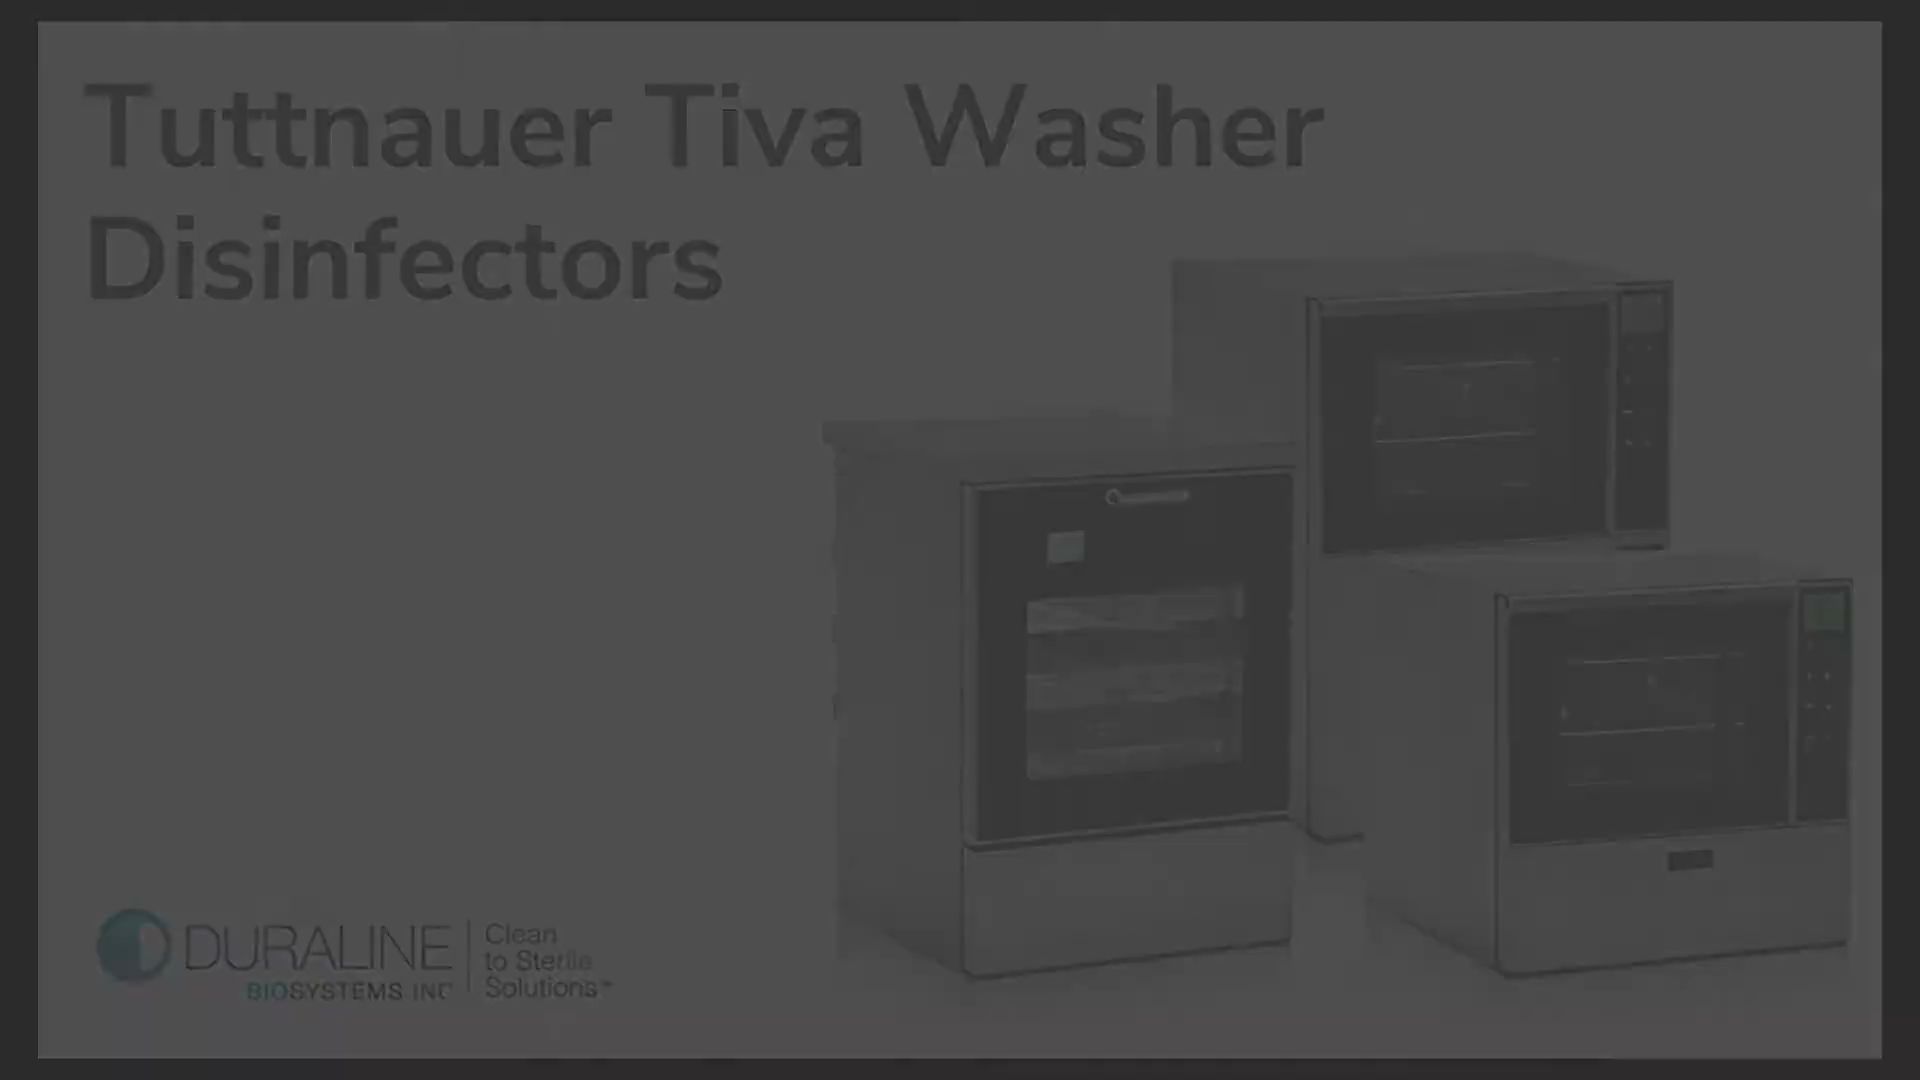 Tuttnauer Tiva Washer
Disinfectors
DURALINE
BIOSYSTEMS INC
Clean
to Sterile
Solutions™